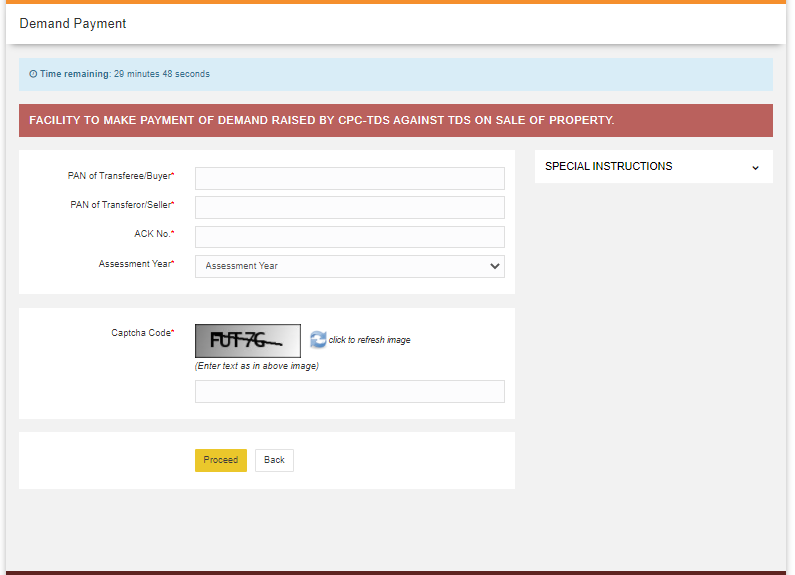 Demand Payment
Time remaining: 29 minutes 48 seconds
FACILITY TO MAKE PAYMENT OF DEMAND RAISED BY CPC-TDS AGAINST TDS ON SALE OF PROPERTY.
PAN of Transferee/Buyer*
PAN of Transferor/Seller*
ACK No.*
Assessment Year* Assessment Year
SPECIAL INSTRUCTIONS
Captcha Code* FUT7G click to refresh image
(Enter text as in above image)
Proceed Back